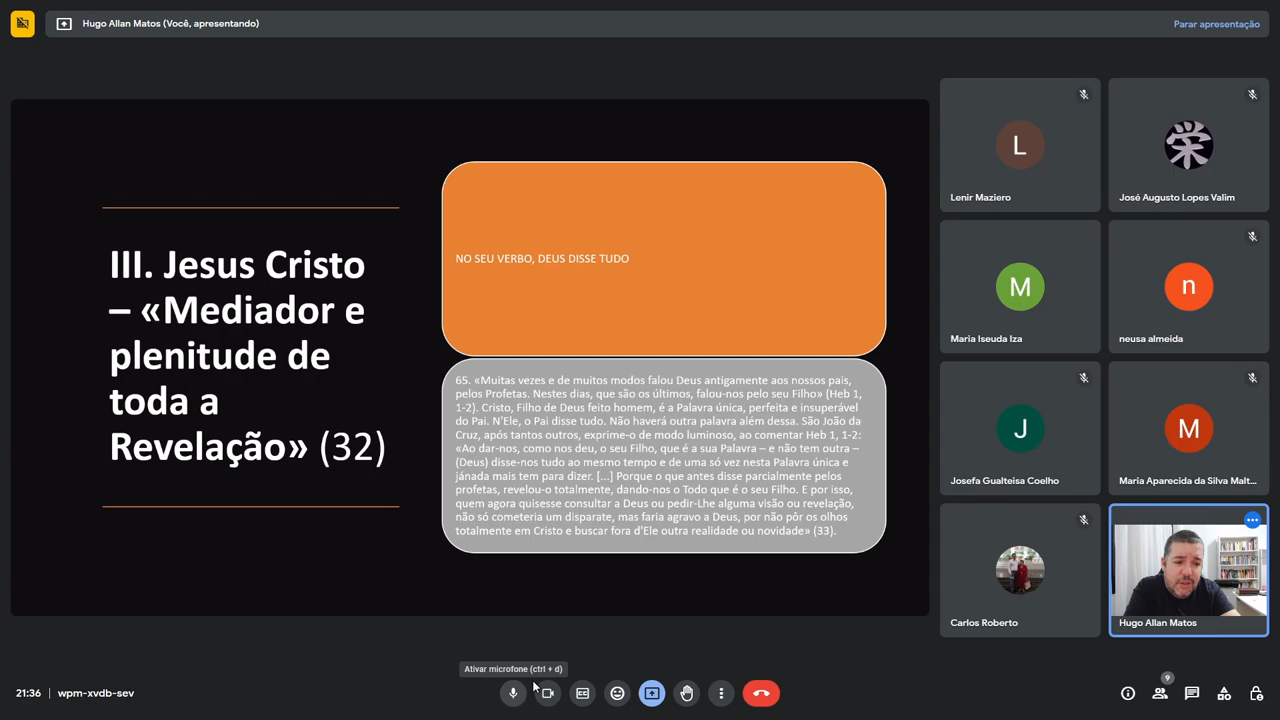 Hugo Allan Matos (Você, apresentando)
Parar apresentação
III. Jesus Cristo
– «Mediador e
plenitude de
toda a
Revelação» (32)
NO SEU VERBO, DEUS DISSE TUDO
65. «Muitas vezes e de muitos modos falou Deus antigamente aos nossos pais,
pelos Profetas. Nestes dias, que são os últimos, falou-nos pelo seu Filho» (Heb 1,
1-2). Cristo, Filho de Deus feito homem, é a Palavra única, perfeita e insuperável
do Pai. N'Ele, o Pai disse tudo. Não haverá outra palavra além dessa. São João da
Cruz, após tantos outros, exprime-o de modo luminoso, ao comentar Heb 1, 1-2:
«Ao dar-nos, como nos deu, o seu Filho, que é a sua Palavra – e não tem outra –
(Deus) disse-nos tudo ao mesmo tempo e de uma só vez nesta Palavra única e
jánada mais tem para dizer. [...] Porque o que antes disse parcialmente pelos
profetas, revelou-o totalmente, dando-nos o Todo que é o seu Filho. E por isso,
quem agora quisesse consultar a Deus ou pedir-Lhe alguma visão ou revelação,
não só cometeria um disparate, mas faria agravo a Deus, por não pôr os olhos
totalmente em Cristo e buscar fora d'Ele outra realidade ou novidade» (33).
L
Lenir Maziero
栄
José Augusto Lopes Valim
M
Maria Iseuda Iza
n
neusa almeida
J
Josefa Gualteisa Coelho
M
Maria Aparecida da Silva Malt...
Carlos Roberto
Hugo Allan Matos
Ativar microfone (ctrl + d)
21:36 | wpm-xvdb-sev
9